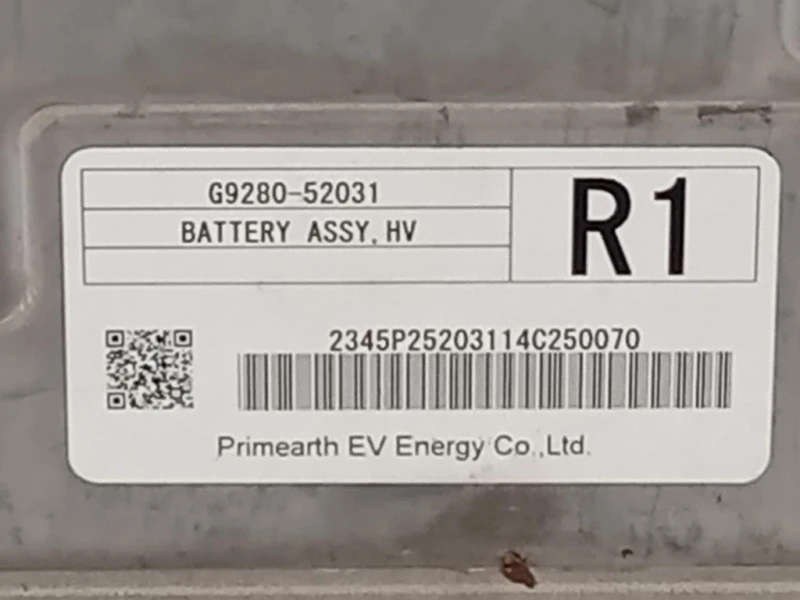 G9280-52031
BATTERY ASSY, HV
R1
2345P25203114C250070
Primearth EV Energy Co.,Ltd.